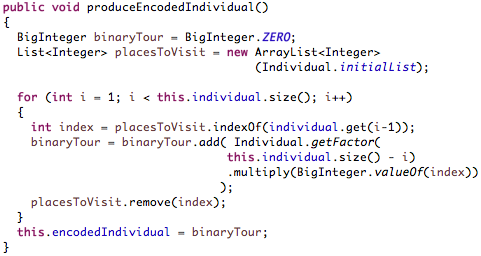 public void produceEncodedIndividual()
{
  BigInteger binaryTour = BigInteger.ZERO;
  List<Integer> placesToVisit = new ArrayList<Integer>
                                    (Individual.initialList);
  for (int i = 1; i < this.individual.size(); i++)
  {
    int index = placesToVisit.indexOf(individual.get(i-1));
    binaryTour = binaryTour.add( Individual.getFactor(
                                this.individual.size() - i)
                                .multiply(BigInteger.valueOf(index))
                               );
    placesToVisit.remove(index);
  }
  this.encodedIndividual = binaryTour;
}